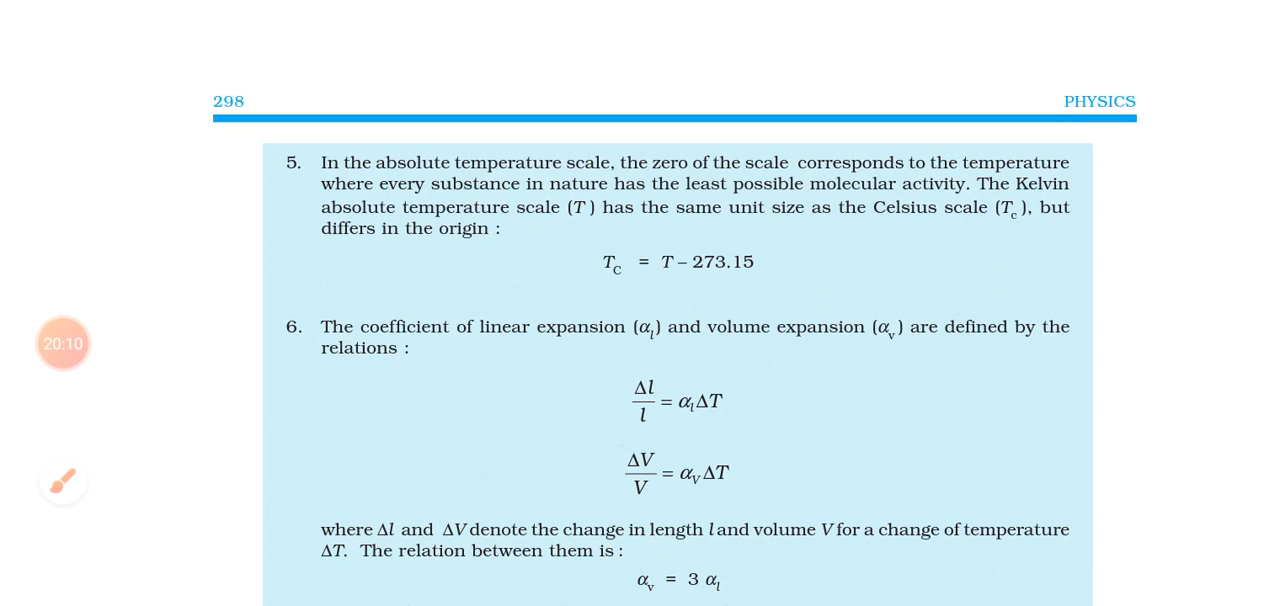 298 PHYSICS
5. In the absolute temperature scale, the zero of the scale corresponds to the temperature
where every substance in nature has the least possible molecular activity. The Kelvin
absolute temperature scale (T ) has the same unit size as the Celsius scale (Tc ), but
differs in the origin :
TC = T – 273.15
6. The coefficient of linear expansion (αl) and volume expansion (αv) are defined by the
relations :
Δl/l = αlΔT
ΔV/V = αVΔT
where Δl and ΔV denote the change in length l and volume V for a change of temperature
ΔT. The relation between them is :
αv = 3 αl
20:10